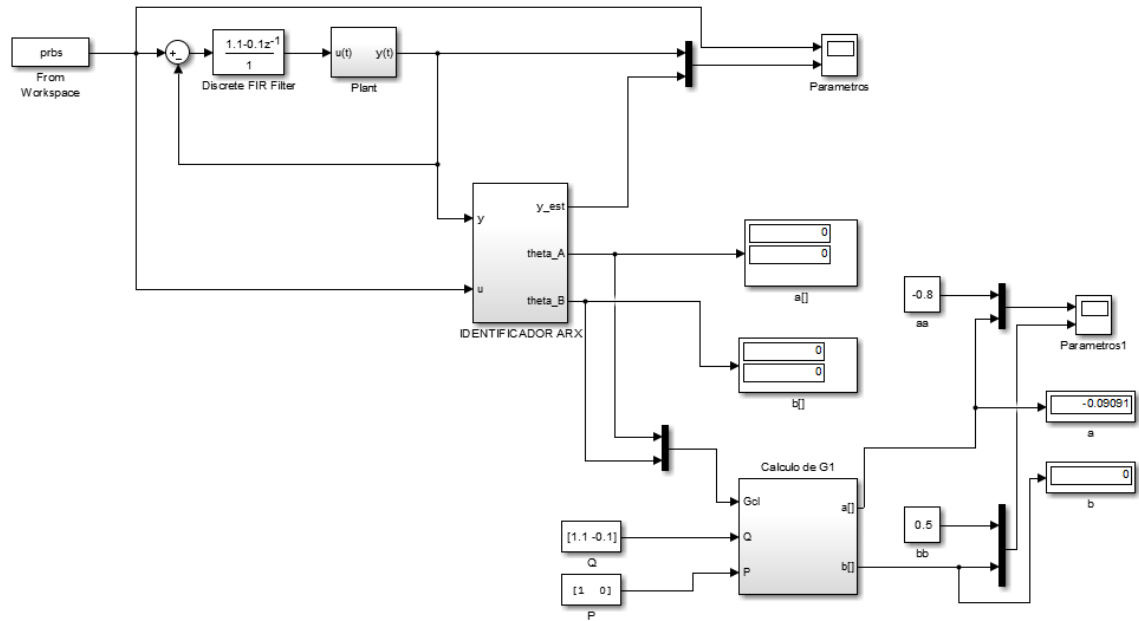 prbs
From
Workspace
+
-
1.1-0.1z-1
1
Discrete FIR Filter
u(t)
y(t)
Plant
Parametros
y
u
y_est
theta_A
theta_B
IDENTIFICADOR ARX
0
0
a[]
0
0
b[]
-0.8
aa
Parametros1
-0.09091
a
0
b
Calculo de G1
Gcl
Q
P
a[]
b[]
[1.1 -0.1]
Q
[1 0]
P
0.5
bb